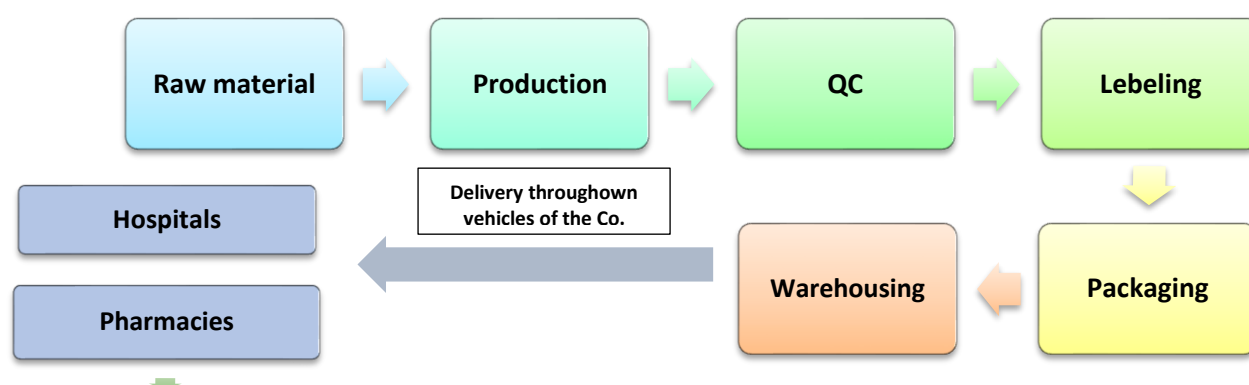 Raw material
Production
QC
Lebeling
Delivery throughown
vehicles of the Co.
Hospitals
Warehousing
Packaging
Pharmacies